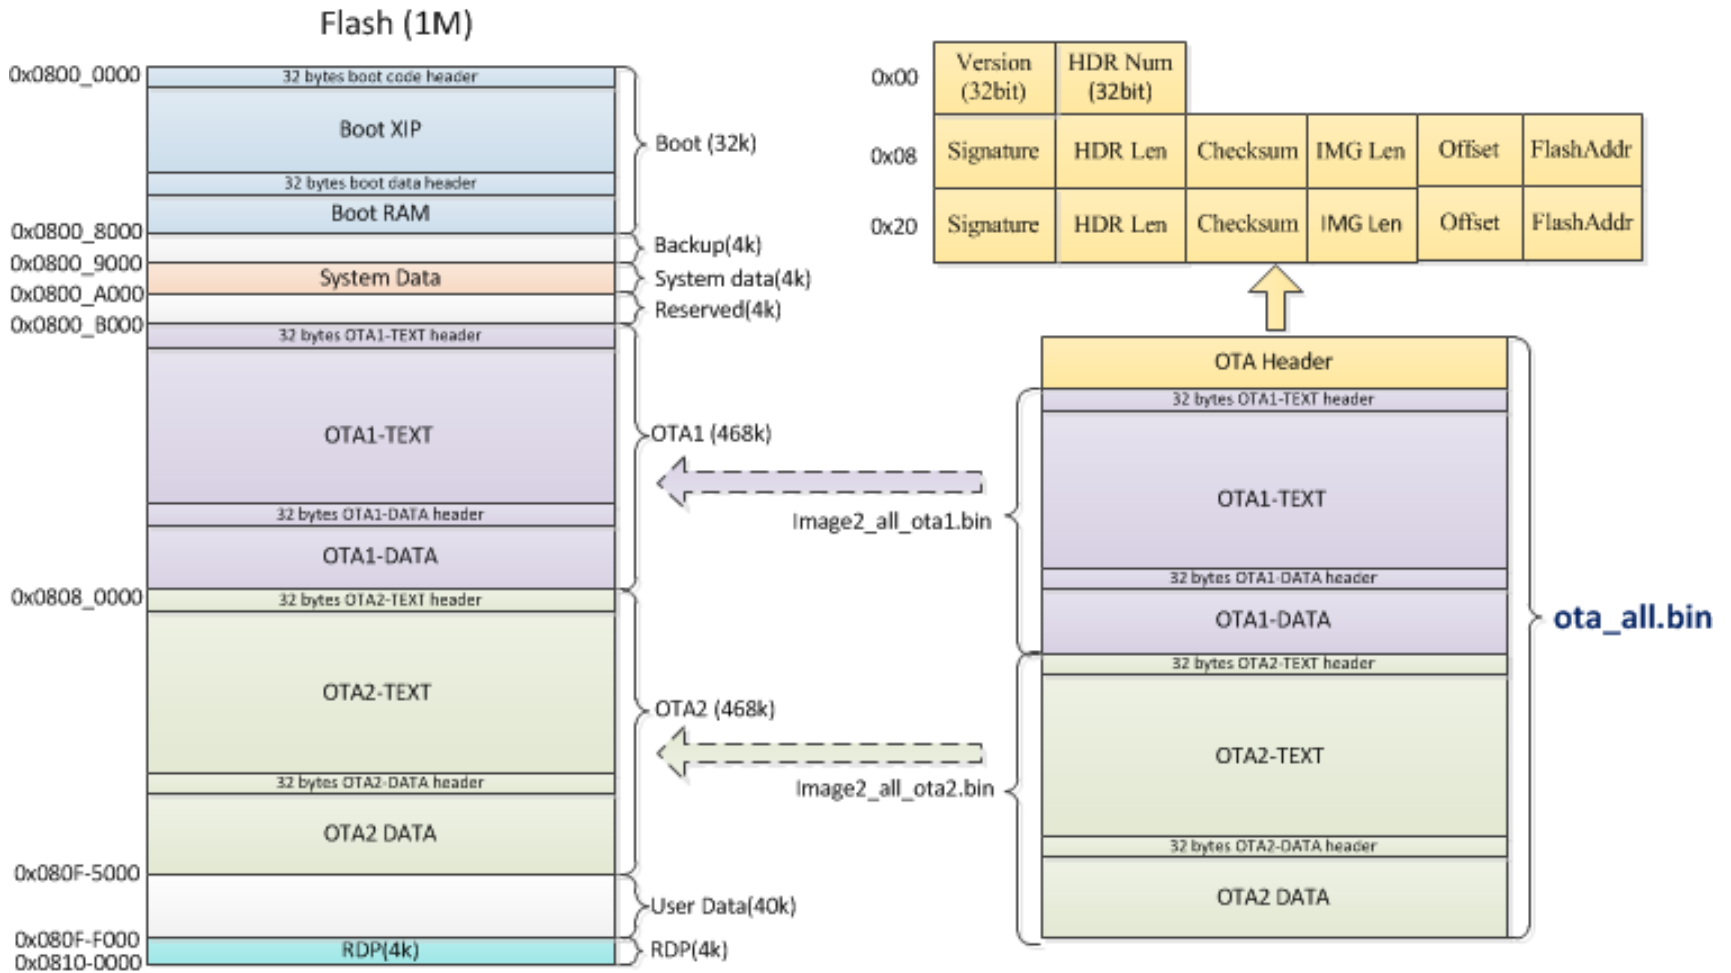 Flash (1M)
0x0800_0000
32 bytes boot code header
Boot XIP
32 bytes boot data header
Boot RAM
Boot (32k)
0x0800_8000
Backup(4k)
0x0800_9000
System Data
System data(4k)
0x0800_A000
Reserved(4k)
0x0800_B000
32 bytes OTA1-TEXT header
OTA1-TEXT
OTA1 (468k)
32 bytes OTA1-DATA header
OTA1-DATA
0x0808_0000
32 bytes OTA2-TEXT header
OTA2-TEXT
OTA2 (468k)
32 bytes OTA2-DATA header
OTA2 DATA
0x080F-5000
User Data(40k)
0x080F-F000
RDP(4k)
RDP(4k)
0x0810-0000
0x00
Version
(32bit)
HDR Num
(32bit)
0x08
Signature
HDR Len
Checksum
IMG Len
Offset
FlashAddr
0x20
Signature
HDR Len
Checksum
IMG Len
Offset
FlashAddr
OTA Header
32 bytes OTA1-TEXT header
OTA1-TEXT
Image2_all_ota1.bin
32 bytes OTA1-DATA header
OTA1-DATA
32 bytes OTA2-TEXT header
OTA2-TEXT
Image2_all_ota2.bin
32 bytes OTA2-DATA header
OTA2 DATA
ota_all.bin